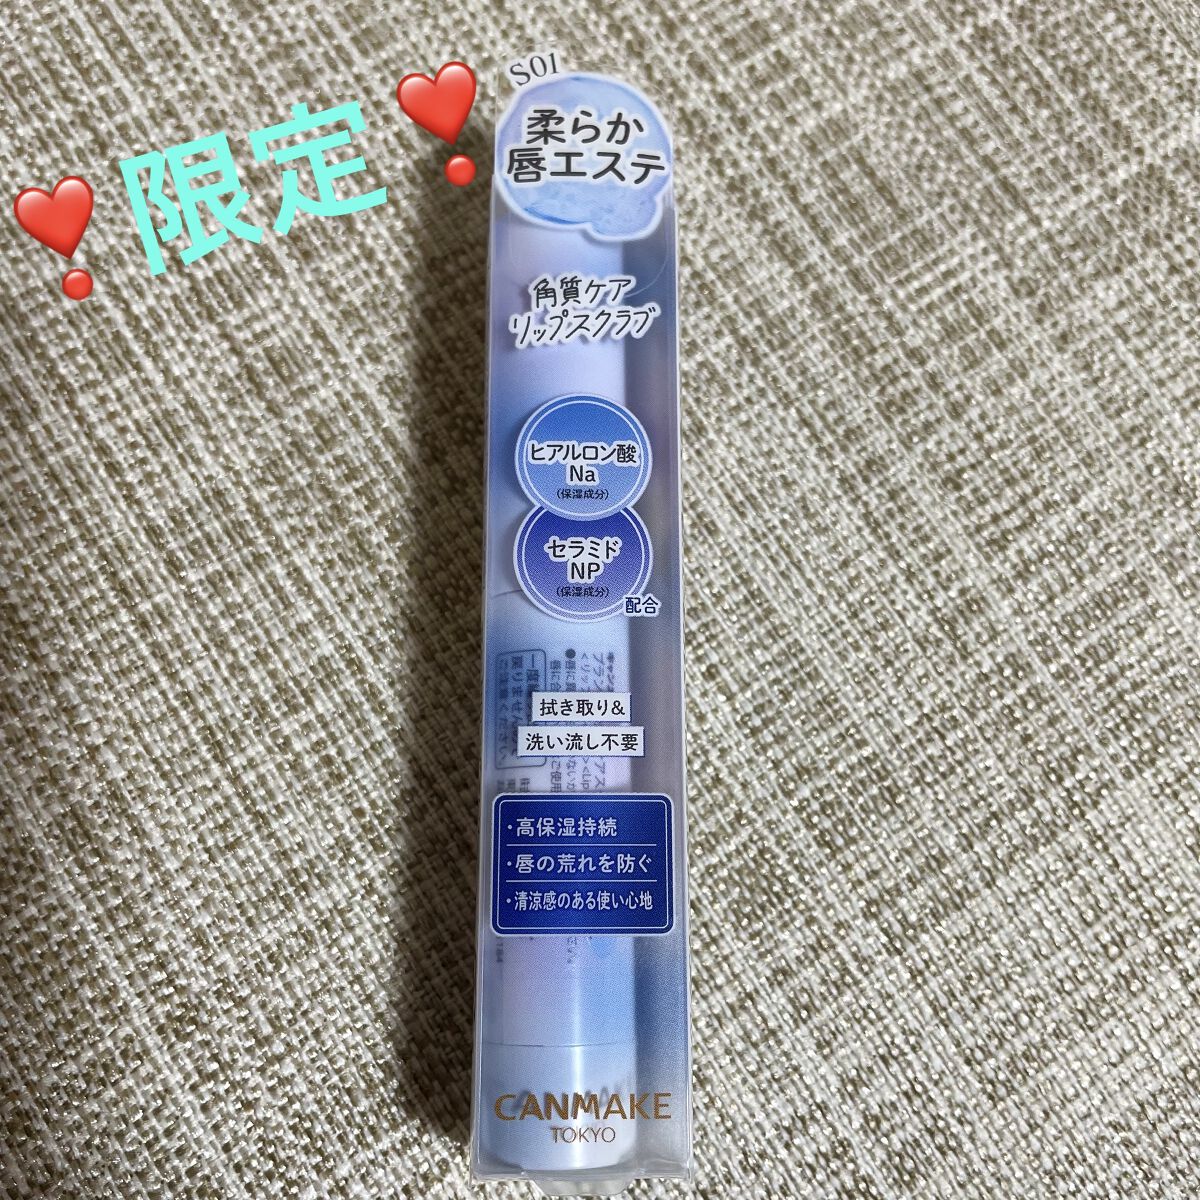 限定
S01
柔らか
唇エステ
角質ケア
リップスクラブ
ヒアルロン酸
Na
(保湿成分)
セラミド
NP
(保湿成分)
配合
拭き取り&
洗い流し不要
・高保湿持続
・唇の荒れを防ぐ
・清涼感のある使い心地
CANMAKE
TOKYO